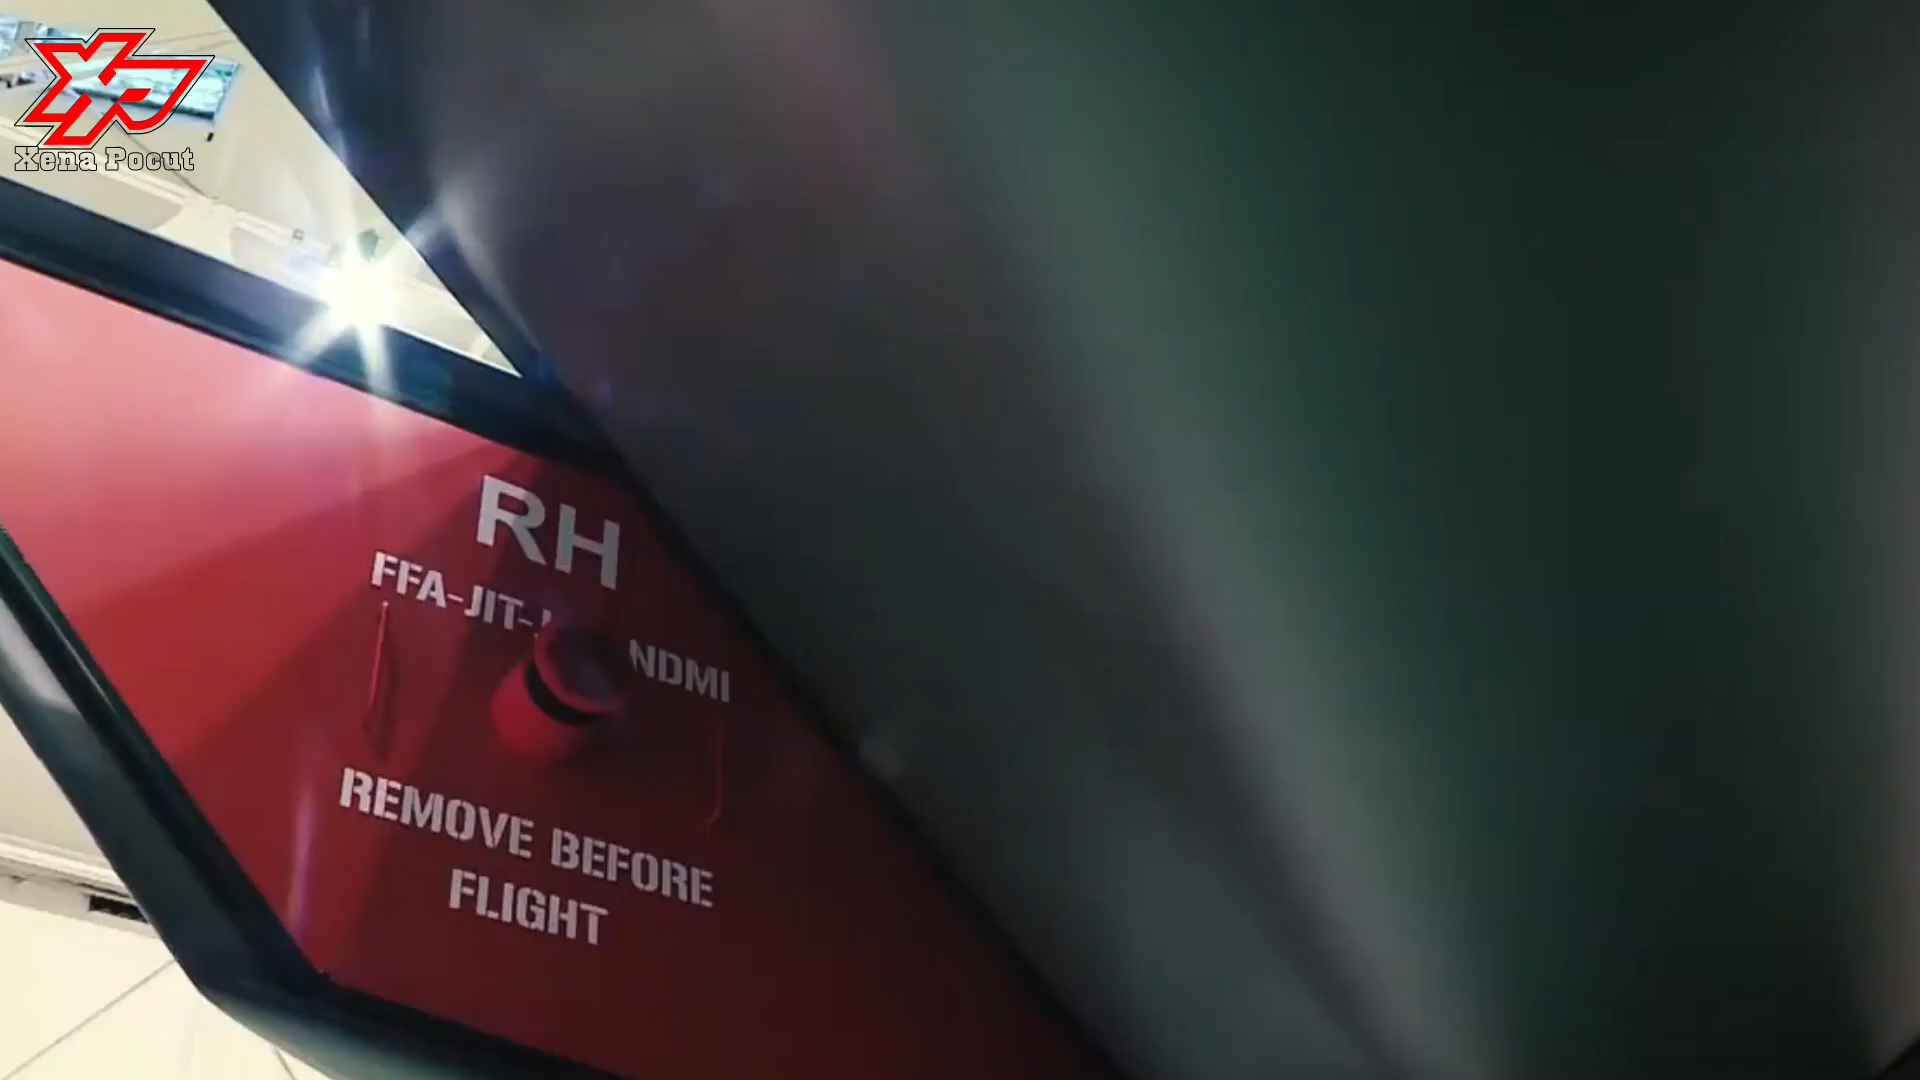 Xena Pocut
RH
FFA-JIT-
NDMI
REMOVE BEFORE
FLIGHT